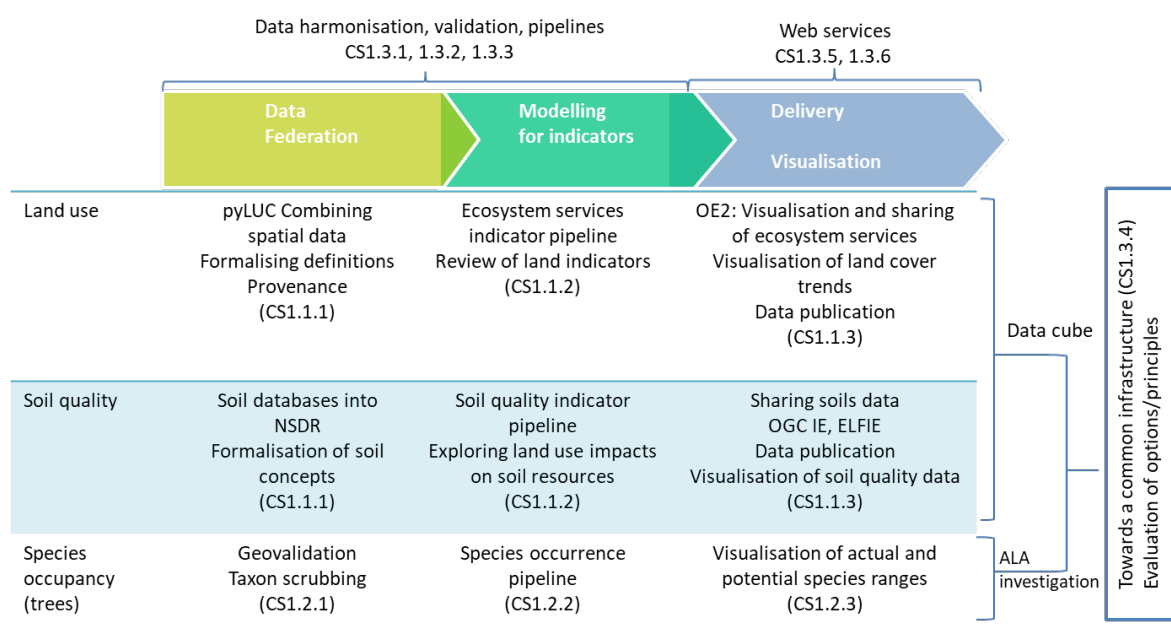 Data harmonisation, validation, pipelines
CS1.3.1, 1.3.2, 1.3.3
Web services
CS1.3.5, 1.3.6
Data
Federation
Modelling
for indicators
Delivery
Visualisation
Land use
pyLUC Combining
spatial data
Formalising definitions
Provenance
(CS1.1.1)
Ecosystem services
indicator pipeline
Review of land indicators
(CS1.1.2)
OE2: Visualisation and sharing
of ecosystem services
Visualisation of land cover
trends
Data publication
(CS1.1.3)
Data cube
Soil quality
Soil databases into
NSDR
Formalisation of soil
concepts
(CS1.1.1)
Soil quality indicator
pipeline
Exploring land use impacts
on soil resources
(CS1.1.2)
Sharing soils data
OGC IE, ELFIE
Data publication
Visualisation of soil quality data
(CS1.1.3)
Species
occupancy
(trees)
Geovalidation
Taxon scrubbing
(CS1.2.1)
Species occurrence
pipeline
(CS1.2.2)
Visualisation of actual and
potential species ranges
(CS1.2.3)
ALA
investigation
Towards a common infrastructure (CS1.3.4)
Evaluation of options/principles